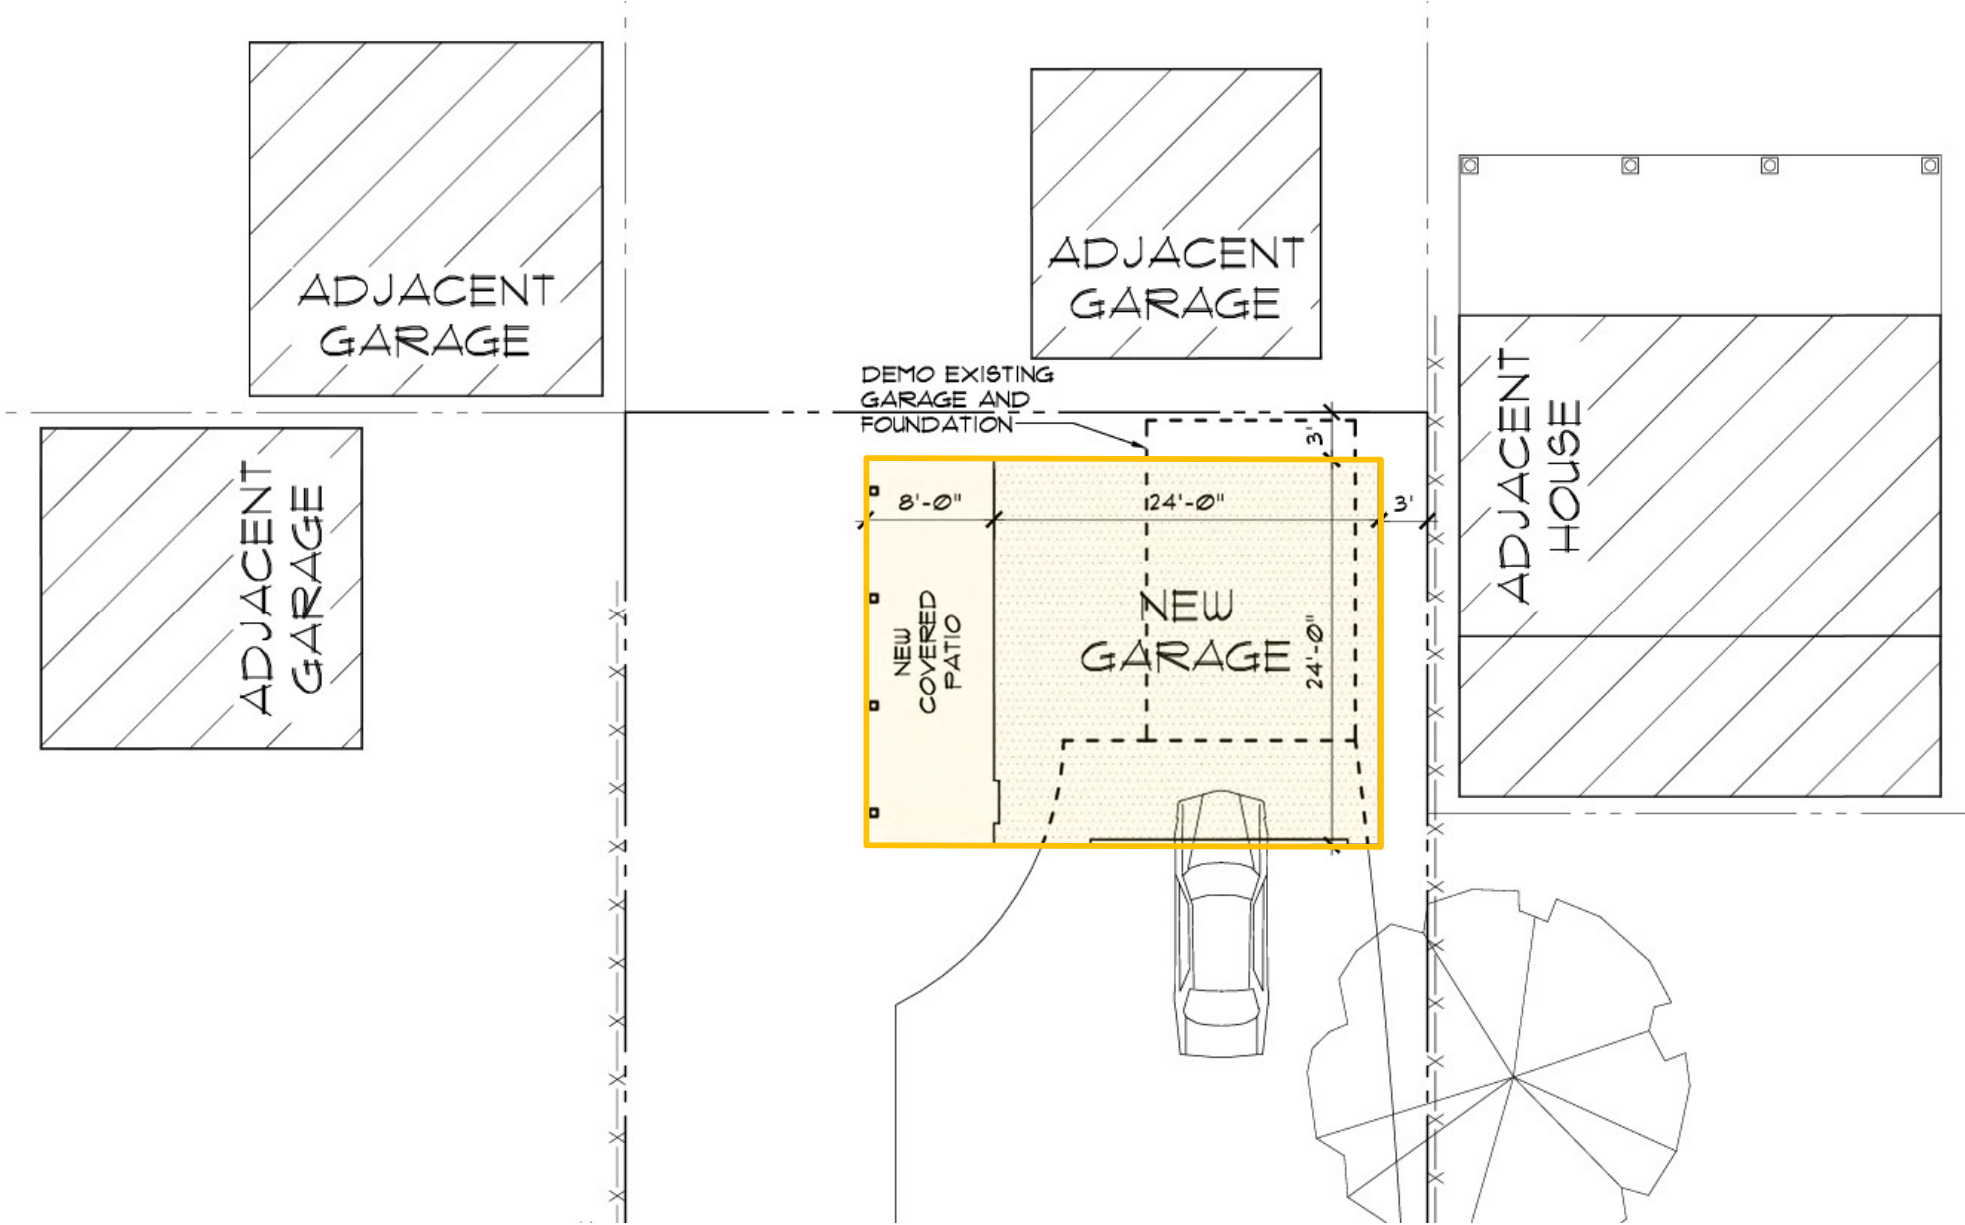 ADJACENT
GARAGE
ADJACENT
GARAGE
DEMO EXISTING
GARAGE AND
FOUNDATION
3'
8'-0"
24'-0"
3'
ADJACENT
HOUSE
ADJACENT
GARAGE
NEW
COVERED
PATIO
NEW
GARAGE
24'-0"